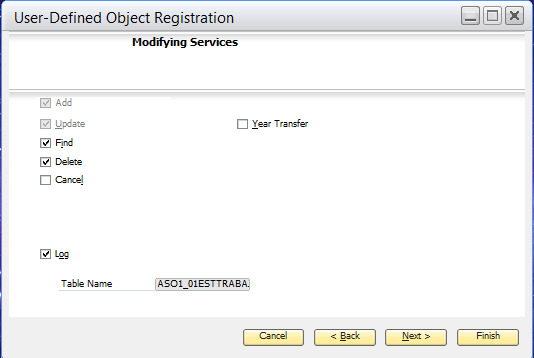 User-Defined Object Registration
Modifying Services
Add
Update
Year Transfer
Find
Delete
Cancel
Log
Table Name ASO1_01ESTTRABA
Cancel < Back Next > Finish